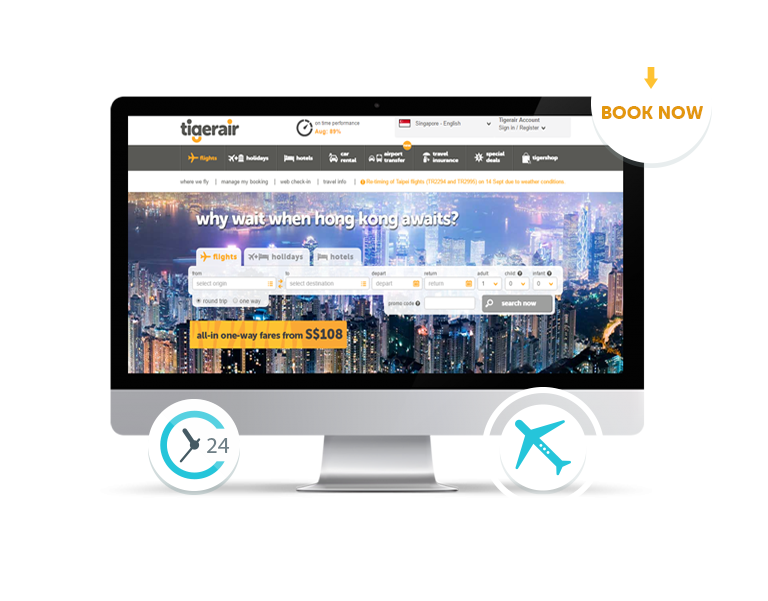 BOOK NOW
tigerair
on time performance
Aug: 89%
Singapore - English
Tigerair Account
Sign in / Register
flights
holidays
hotels
car rental
airport transfer
travel insurance
special deals
tigershop
where we fly | manage my booking | web check-in | travel info | Re-timing of Taipei flights (TR2994 and TR2995) on 14 Sept due to weather conditions.
why wait when hong kong awaits?
flights
holidays
hotels
from
to
depart
return
adult
child
infant
select origin
select destination
depart
return
1
0
0
round trip
one way
promo code
search now
all-in one-way fares from S$108
24